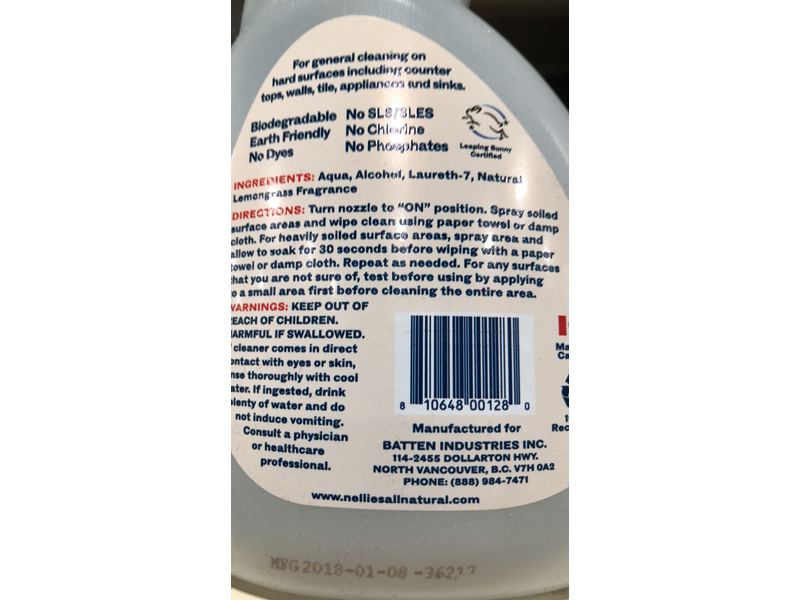 For general cleaning on
hard surfaces including counter
tops, walls, tile, appliances and sinks.
Biodegradable
Earth Friendly
No Dyes
No SLS/SLES
No Chlorine
No Phosphates
Leaping Bunny
Certified
INGREDIENTS: Aqua, Alcohol, Laureth-7, Natural
Lemongrass Fragrance
DIRECTIONS: Turn nozzle to "ON" position. Spray soiled
surface areas and wipe clean using paper towel or damp
cloth. For heavily soiled surface areas, spray area and
allow to soak for 30 seconds before wiping with a paper
towel or damp cloth. Repeat as needed. For any surfaces
that you are not sure of, test before using by applying
to a small area first before cleaning the entire area.
WARNINGS: KEEP OUT OF
REACH OF CHILDREN.
HARMFUL IF SWALLOWED.
cleaner comes in direct
contact with eyes or skin,
rinse thoroughly with cool
water. If ingested, drink
plenty of water and do
not induce vomiting.
Consult a physician
or healthcare
professional.
8 10648 00128 0
Manufactured for
BATTEN INDUSTRIES INC.
114-2455 DOLLARTON HWY.
NORTH VANCOUVER, B.C. V7H 0A2
PHONE: (888) 984-7471
www.nelliesallnatural.com
MFG 2018-01-08